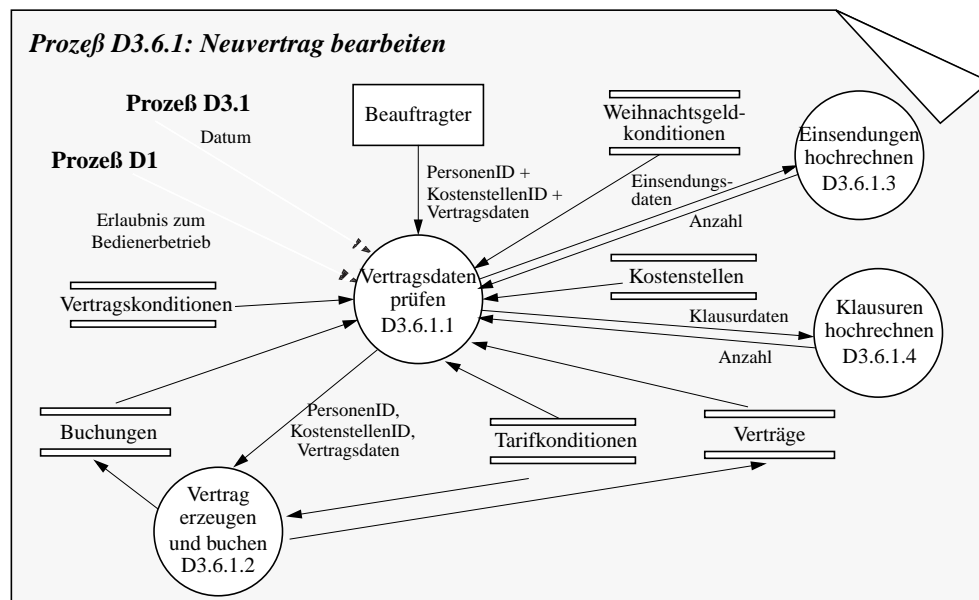 Prozeß D3.6.1: Neuvertrag bearbeiten
Prozeß D3.1
Datum
Prozeß D1
Erlaubnis zum
Bedienerbetrieb
Beauftragter
PersonenID +
KostenstellenID +
Vertragsdaten
Weihnachtsgeld-
konditionen
Einsendungen
hochrechnen
D3.6.1.3
Einsendungs-
daten
Anzahl
Vertragsdaten
prüfen
D3.6.1.1
Vertragskonditionen
Kostenstellen
Klausurdaten
Anzahl
Klausuren
hochrechnen
D3.6.1.4
Buchungen
PersonenID,
KostenstellenID,
Vertragsdaten
Tarifkonditionen
Verträge
Vertrag
erzeugen
und buchen
D3.6.1.2